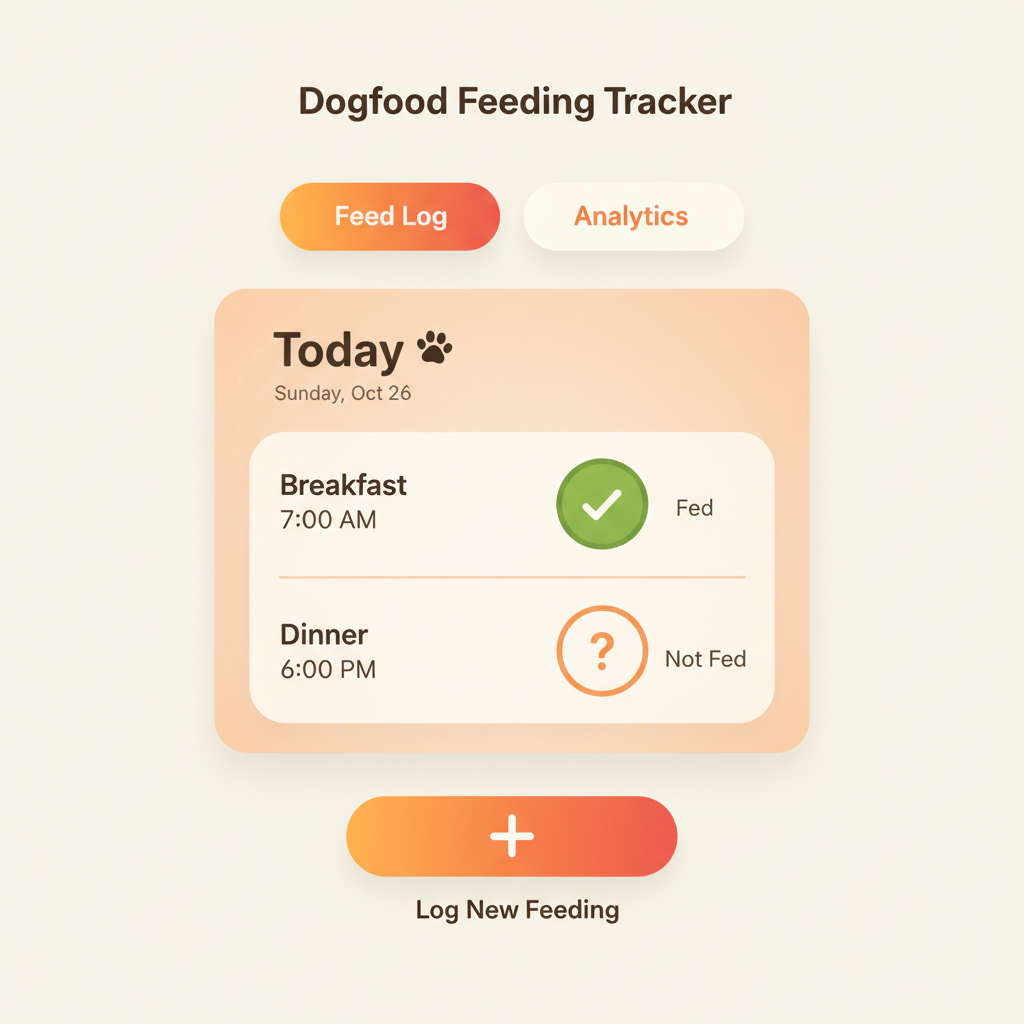 Dogfood Feeding Tracker
Feed Log
Analytics
Today
Sunday, Oct 26
Breakfast
7:00 AM
Fed
Dinner
6:00 PM
?
Not Fed
+
Log New Feeding